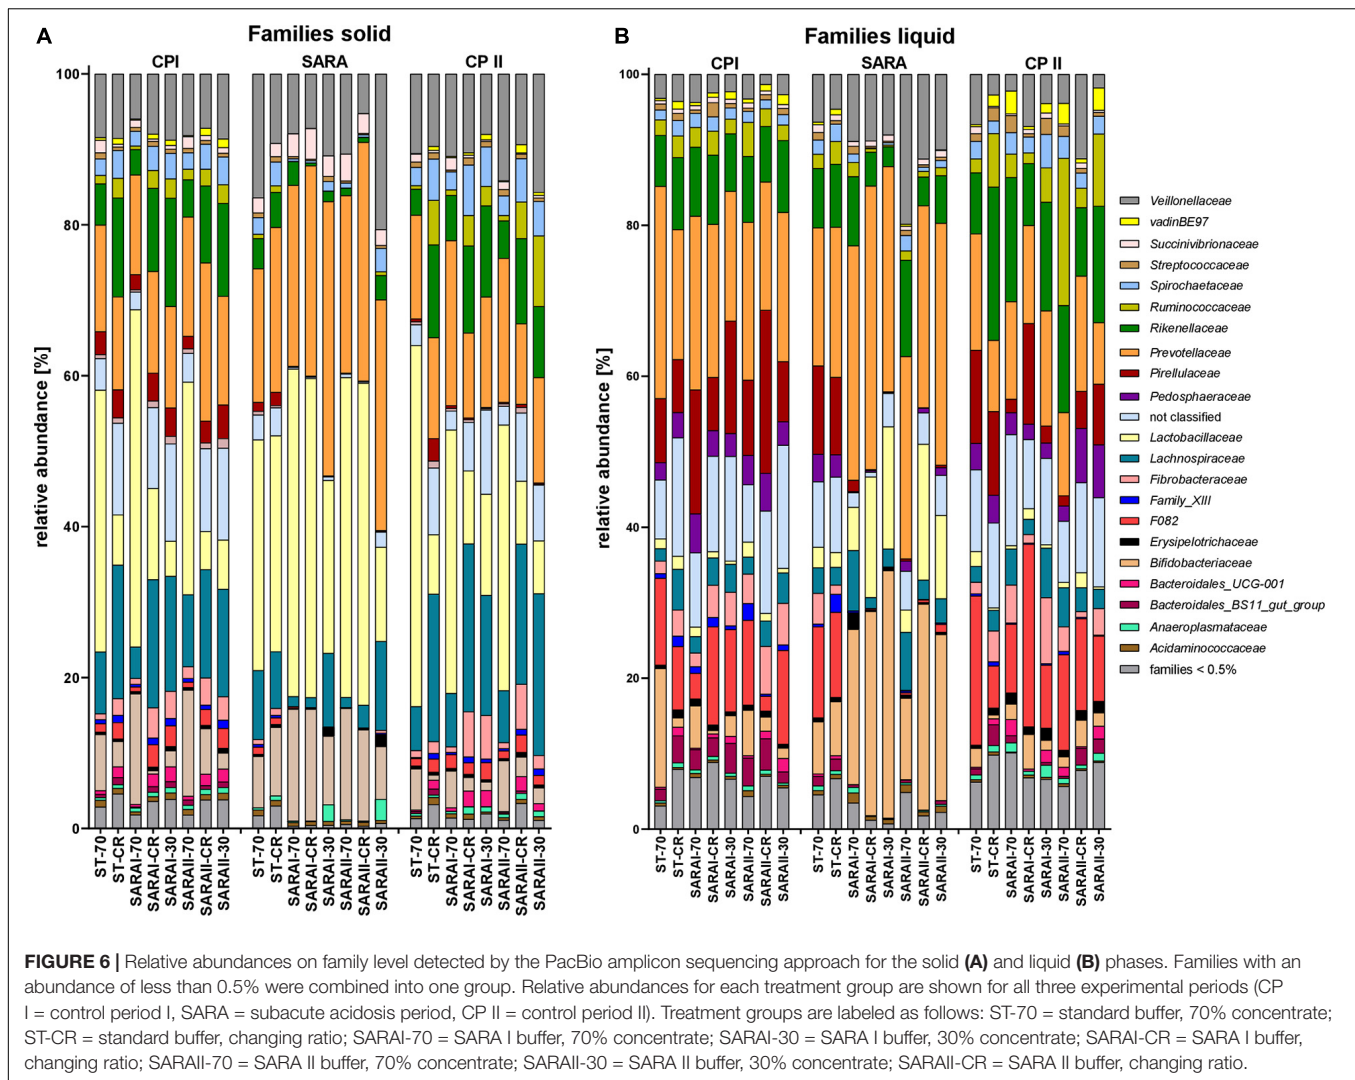 A
Families solid
CPI
SARA
CP II
relative abundance [%]
100
80
60
40
20
0
ST-70
ST-CR
SARAI-70
SARAI-CR
SARAI-30
SARAII-70
SARAII-CR
SARAII-30
ST-70
ST-CR
SARAI-70
SARAI-CR
SARAI-30
SARAII-70
SARAII-CR
SARAII-30
ST-70
ST-CR
SARAI-70
SARAI-CR
SARAI-30
SARAII-70
SARAII-CR
SARAII-30
B
Families liquid
CPI
SARA
CP II
relative abundance [%]
100
80
60
40
20
0
ST-70
ST-CR
SARAI-70
SARAI-CR
SARAI-30
SARAII-70
SARAII-CR
SARAII-30
ST-70
ST-CR
SARAI-70
SARAI-CR
SARAI-30
SARAII-70
SARAII-CR
SARAII-30
ST-70
ST-CR
SARAI-70
SARAI-CR
SARAI-30
SARAII-70
SARAII-CR
SARAII-30
Veillonellaceae
vadinBE97
Succinivibrionaceae
Streptococcaceae
Spirochaetaceae
Ruminococcaceae
Rikenellaceae
Prevotellaceae
Pirellulaceae
Pedosphaeraceae
not classified
Lactobacillaceae
Lachnospiraceae
Fibrobacteraceae
Family_XIII
F082
Erysipelotrichaceae
Bifidobacteriaceae
Bacteroidales_UCG-001
Bacteroidales_BS11_gut_group
Anaeroplasmataceae
Acidaminococcaceae
families < 0.5%
FIGURE 6 | Relative abundances on family level detected by the PacBio amplicon sequencing approach for the solid (A) and liquid (B) phases. Families with an
abundance of less than 0.5% were combined into one group. Relative abundances for each treatment group are shown for all three experimental periods (CP
I = control period I, SARA = subacute acidosis period, CP II = control period II). Treatment groups are labeled as follows: ST-70 = standard buffer, 70% concentrate;
ST-CR = standard buffer, changing ratio; SARAI-70 = SARA I buffer, 70% concentrate; SARAI-30 = SARA I buffer, 30% concentrate; SARAI-CR = SARA I buffer,
changing ratio; SARAII-70 = SARA II buffer, 70% concentrate; SARAII-30 = SARA II buffer, 30% concentrate; SARAII-CR = SARA II buffer, changing ratio.